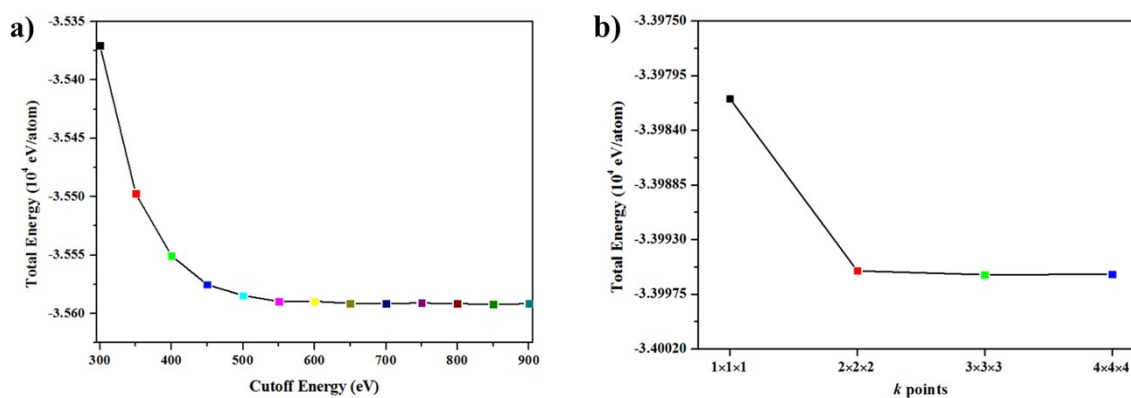 a)
-3.535
-3.540
-3.545
-3.550
-3.555
-3.560
Total Energy (10⁴ eV/atom)
300 400 500 600 700 800 900
Cutoff Energy (eV)
b)
-3.39750
-3.39795
-3.39840
-3.39885
-3.39930
-3.39975
-3.40020
Total Energy (10⁴ eV/atom)
1×1×1 2×2×2 3×3×3 4×4×4
k points